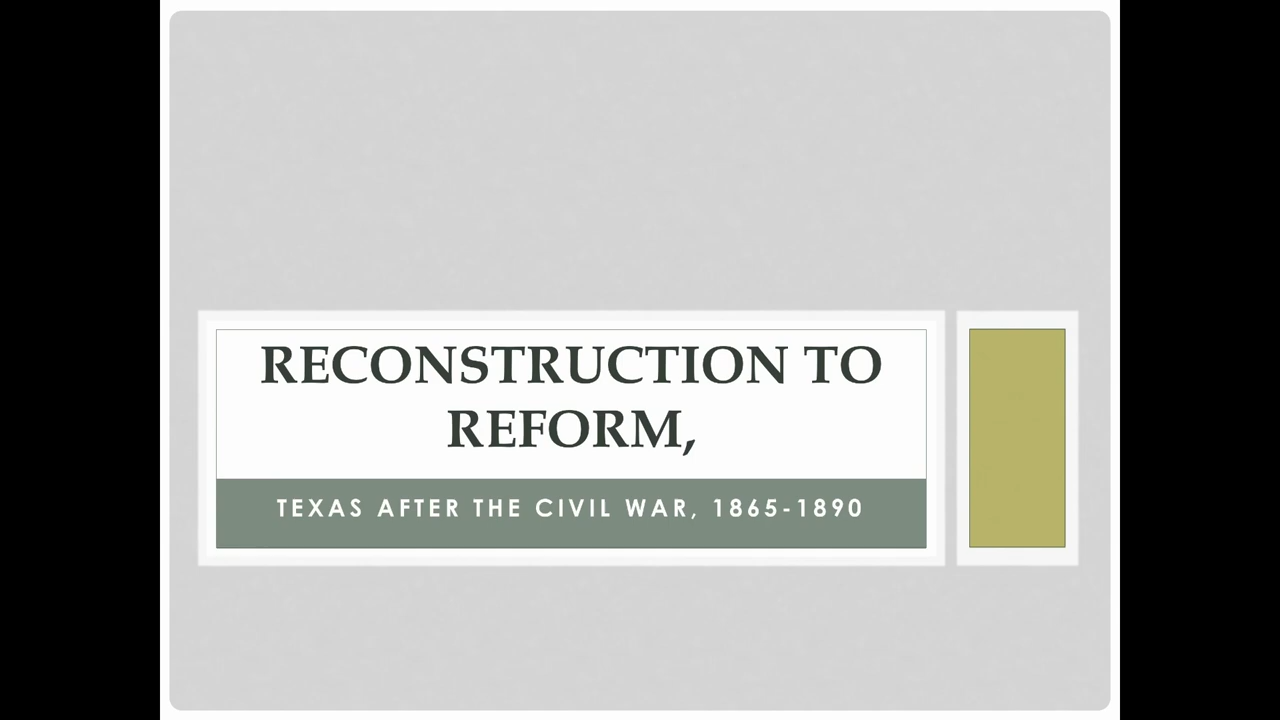 RECONSTRUCTION TO
REFORM,
TEXAS AFTER THE CIVIL WAR, 1865-1890